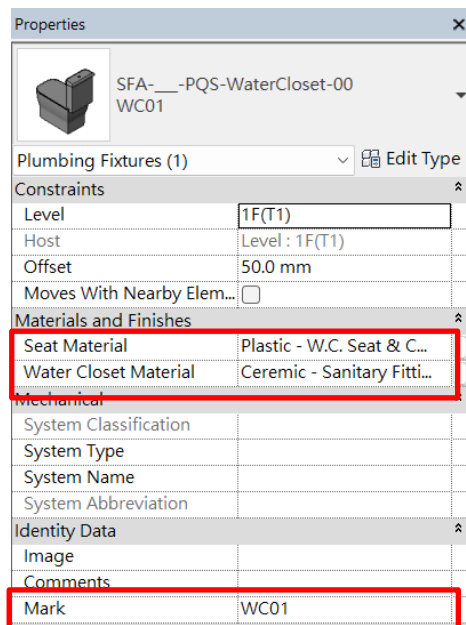 Properties
SFA-___-PQS-WaterCloset-00
WC01
Plumbing Fixtures (1) Edit Type
Constraints
Level 1F(T1)
Host Level : 1F(T1)
Offset 50.0 mm
Moves With Nearby Elem...
Materials and Finishes
Seat Material Plastic - W.C. Seat & C...
Water Closet Material Ceremic - Sanitary Fitti...
Mechanical
System Classification
System Type
System Name
System Abbreviation
Identity Data
Image
Comments
Mark WC01